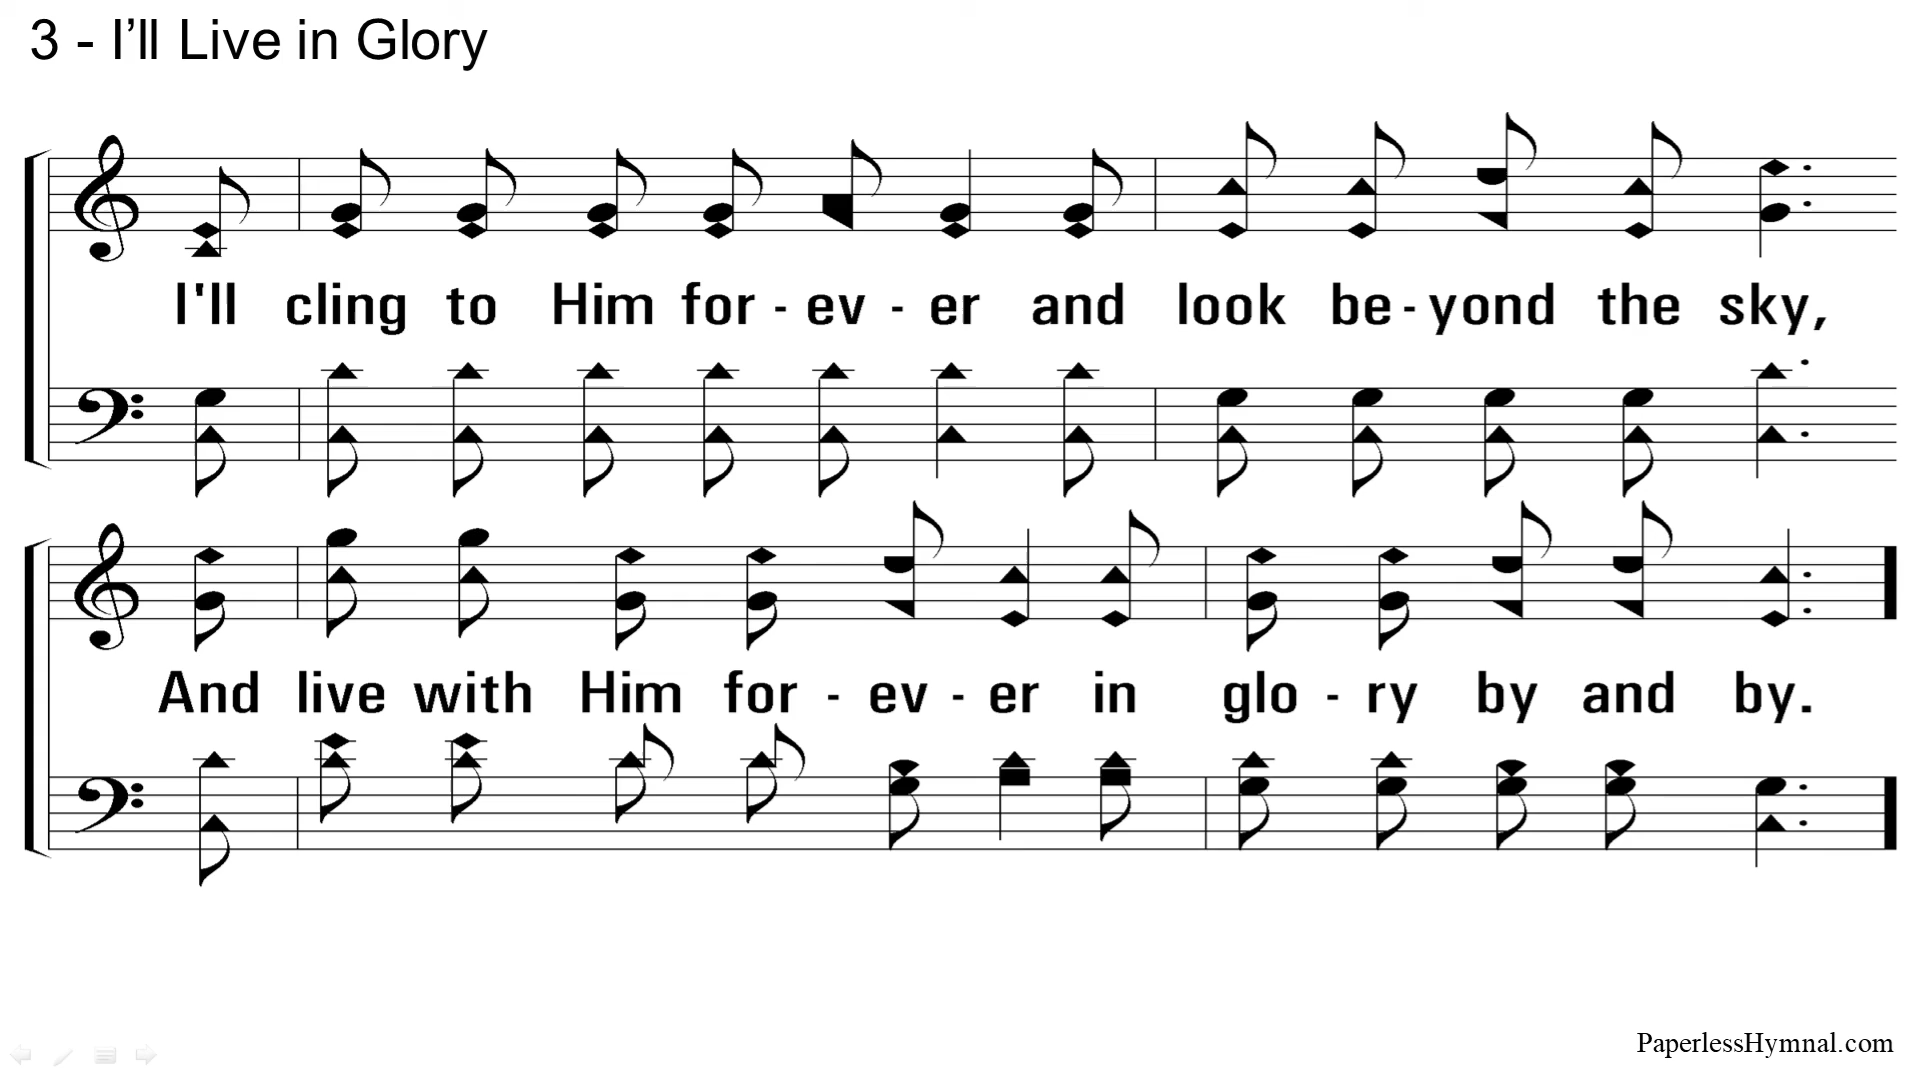 3 - I’ll Live in Glory
I'll cling to Him for - ev - er and look be - yond the sky,
And live with Him for - ev - er in glo - ry by and by.
PaperlessHymnal.com